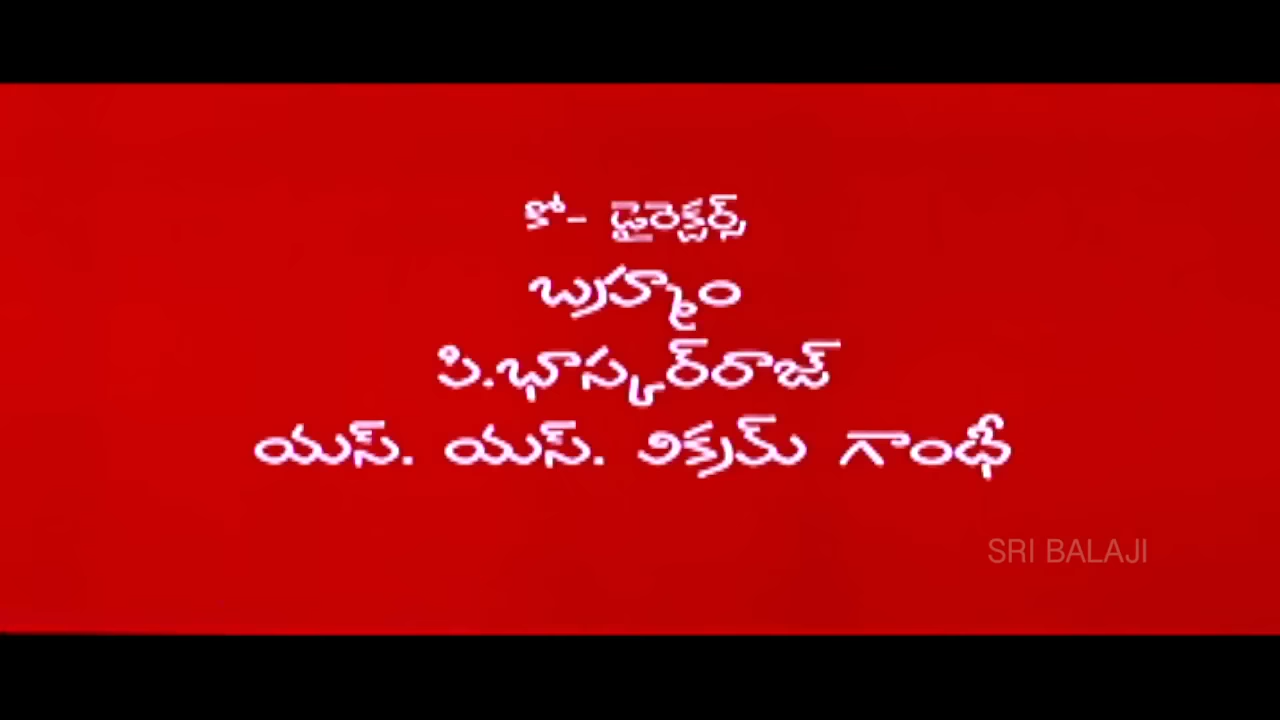 కో- డైరెక్టర్స్
బ్రహ్మం
పి.భాస్కర్‌రాజ్
యస్. యస్. విక్రమ్ గాంధీ
SRI BALAJI